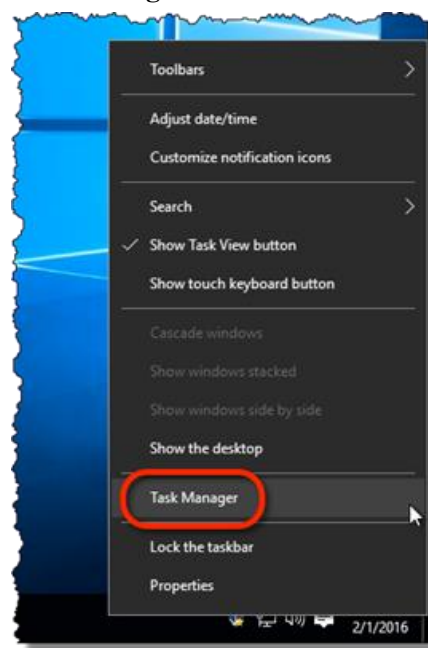 Toolbars
Adjust date/time
Customize notification icons
Search
Show Task View button
Show touch keyboard button
Cascade windows
Show windows stacked
Show windows side by side
Show the desktop
Task Manager
Lock the taskbar
Properties
2/1/2016